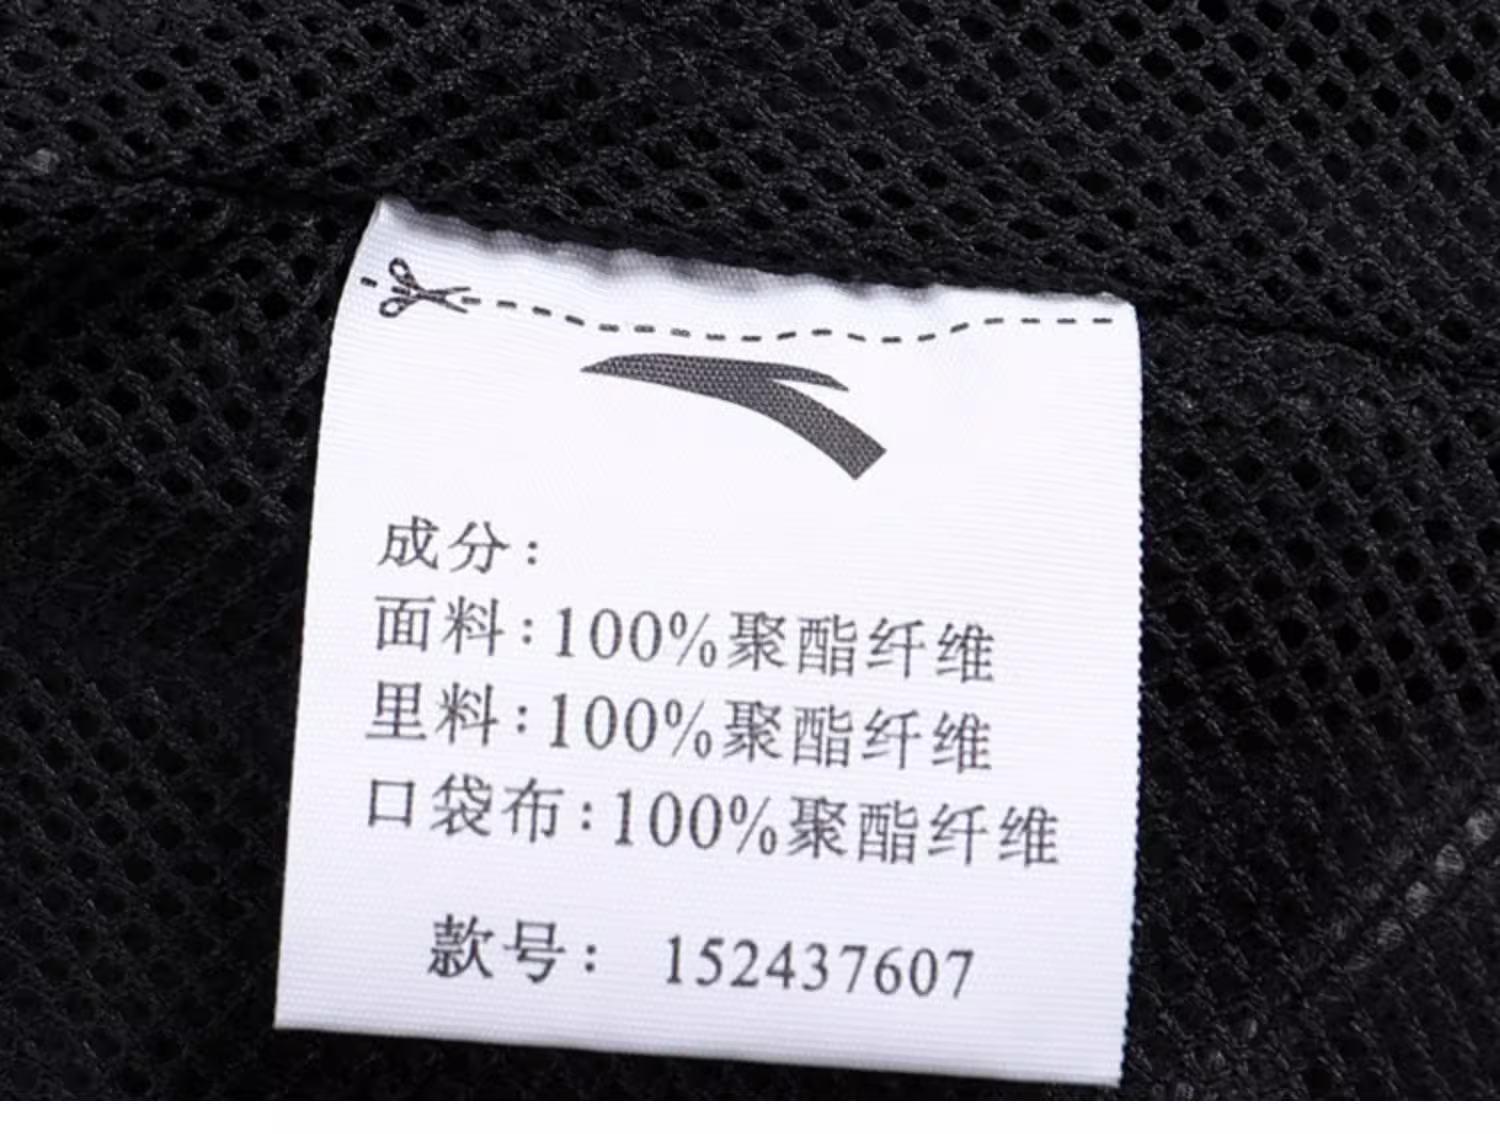 成分:
面料:100%聚酯纤维
里料:100%聚酯纤维
口袋布:100%聚酯纤维
款号: 152437607